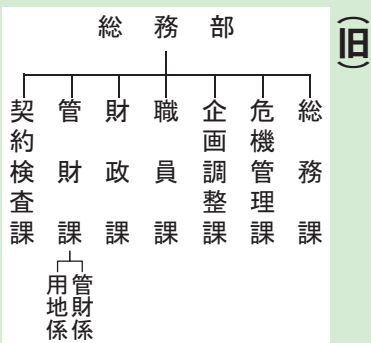 (旧)
総務部
総務課
危機管理課
企画調整課
職員課
財政課
管財課
契約検査課
管財係
用地係